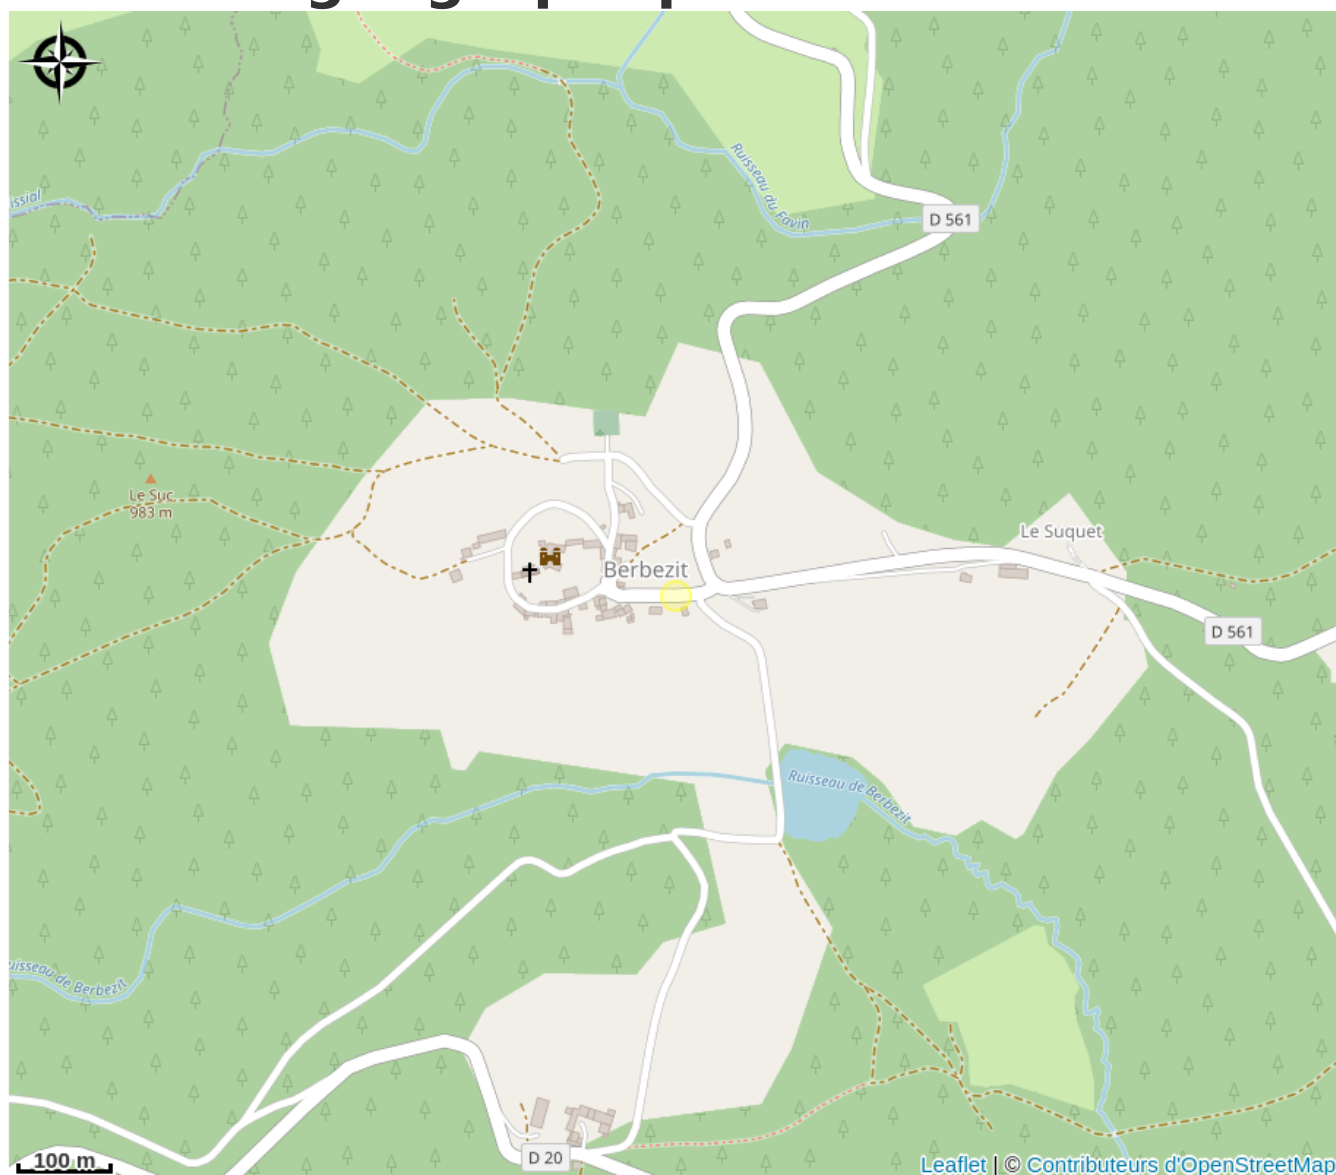 issial
Ruisseau du Favin
D 561
Le Suc
983 m
Le Suquet
Berbezit
D 561
Ruisseau de Berbezit
uisseau de Berbezit
100 m
D 20
Leaflet | © Contributeurs d'OpenStreetMap